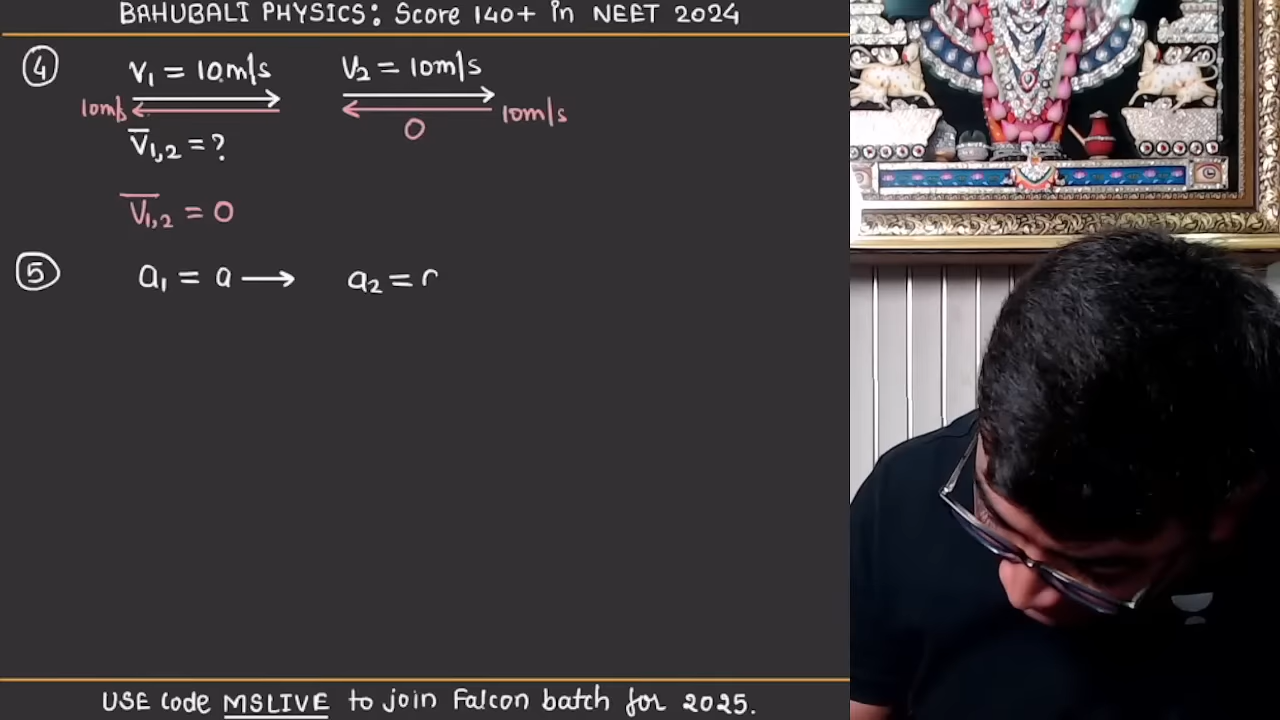 BAHUBALI PHYSICS: Score 140+ in NEET 2024
④ v₁ = 10m/s v₂ = 10m/s
10m/s 10m/s
0
V̅₁,₂ = ?
V̅₁,₂ = 0
⑤ a₁ = a ⟶ a₂ =
USE Code MSLIVE to join Falcon batch for 2025.